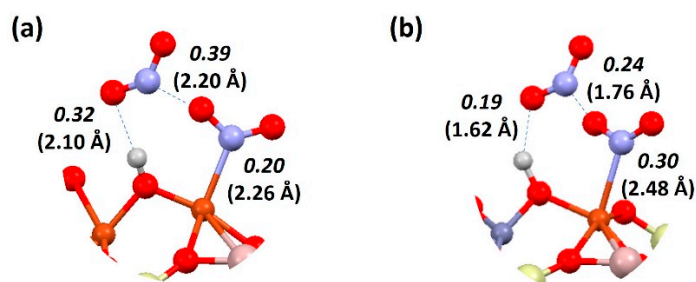 (a)
0.39
(2.20 Å)
0.32
(2.10 Å)
0.20
(2.26 Å)
(b)
0.24
(1.76 Å)
0.19
(1.62 Å)
0.30
(2.48 Å)